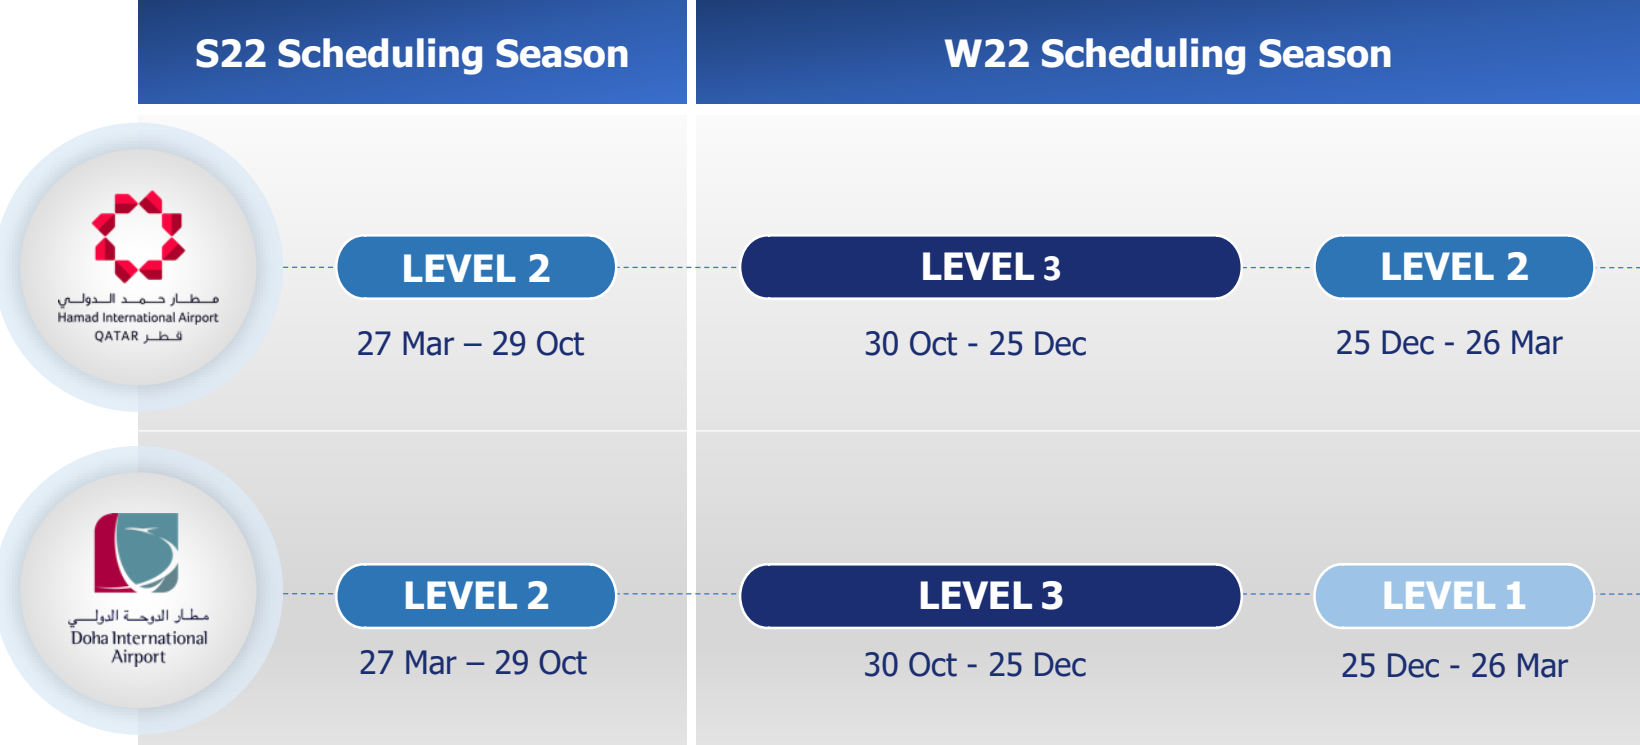 S22 Scheduling Season
W22 Scheduling Season
مطار حمد الدولي
Hamad International Airport
QATAR قطر
LEVEL 2
27 Mar – 29 Oct
LEVEL 3
30 Oct - 25 Dec
LEVEL 2
25 Dec - 26 Mar
مطار الدوحة الدولي
Doha International
Airport
LEVEL 2
27 Mar – 29 Oct
LEVEL 3
30 Oct - 25 Dec
LEVEL 1
25 Dec - 26 Mar